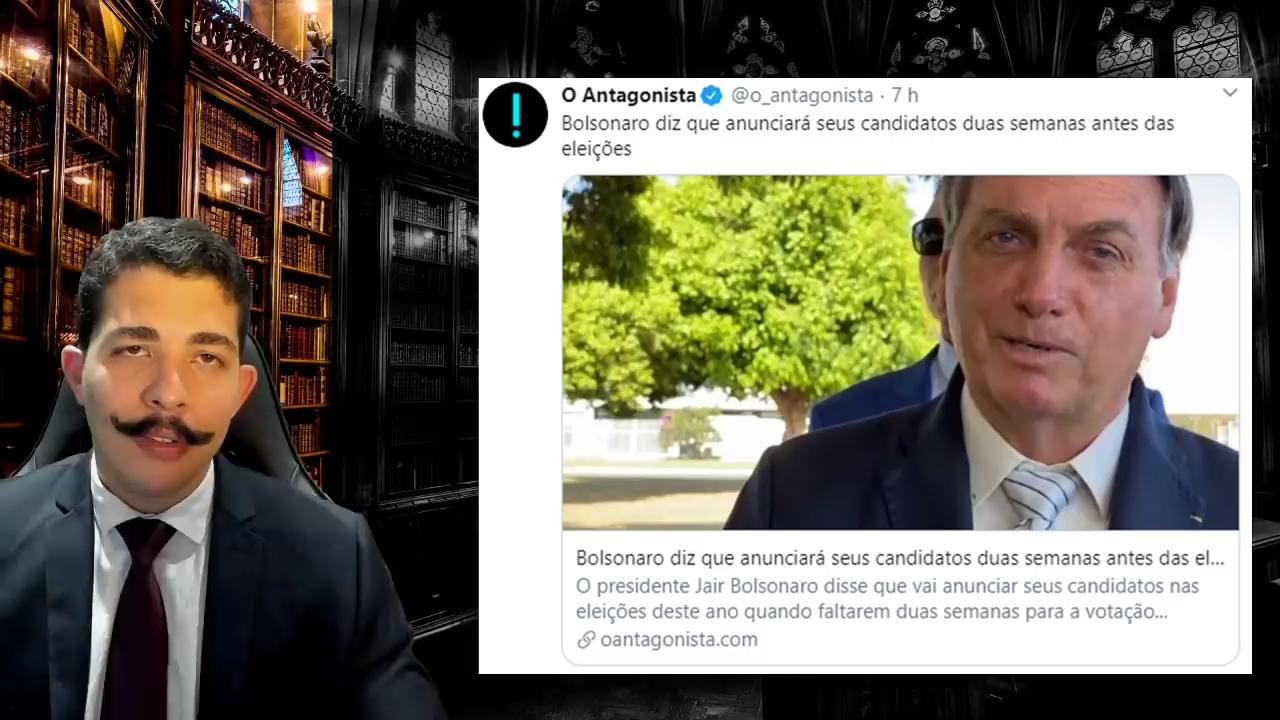 O Antagonista @o_antagonista · 7 h
Bolsonaro diz que anunciará seus candidatos duas semanas antes das
eleições
Bolsonaro diz que anunciará seus candidatos duas semanas antes das el...
O presidente Jair Bolsonaro disse que vai anunciar seus candidatos nas
eleições deste ano quando faltarem duas semanas para a votação...
oantagonista.com